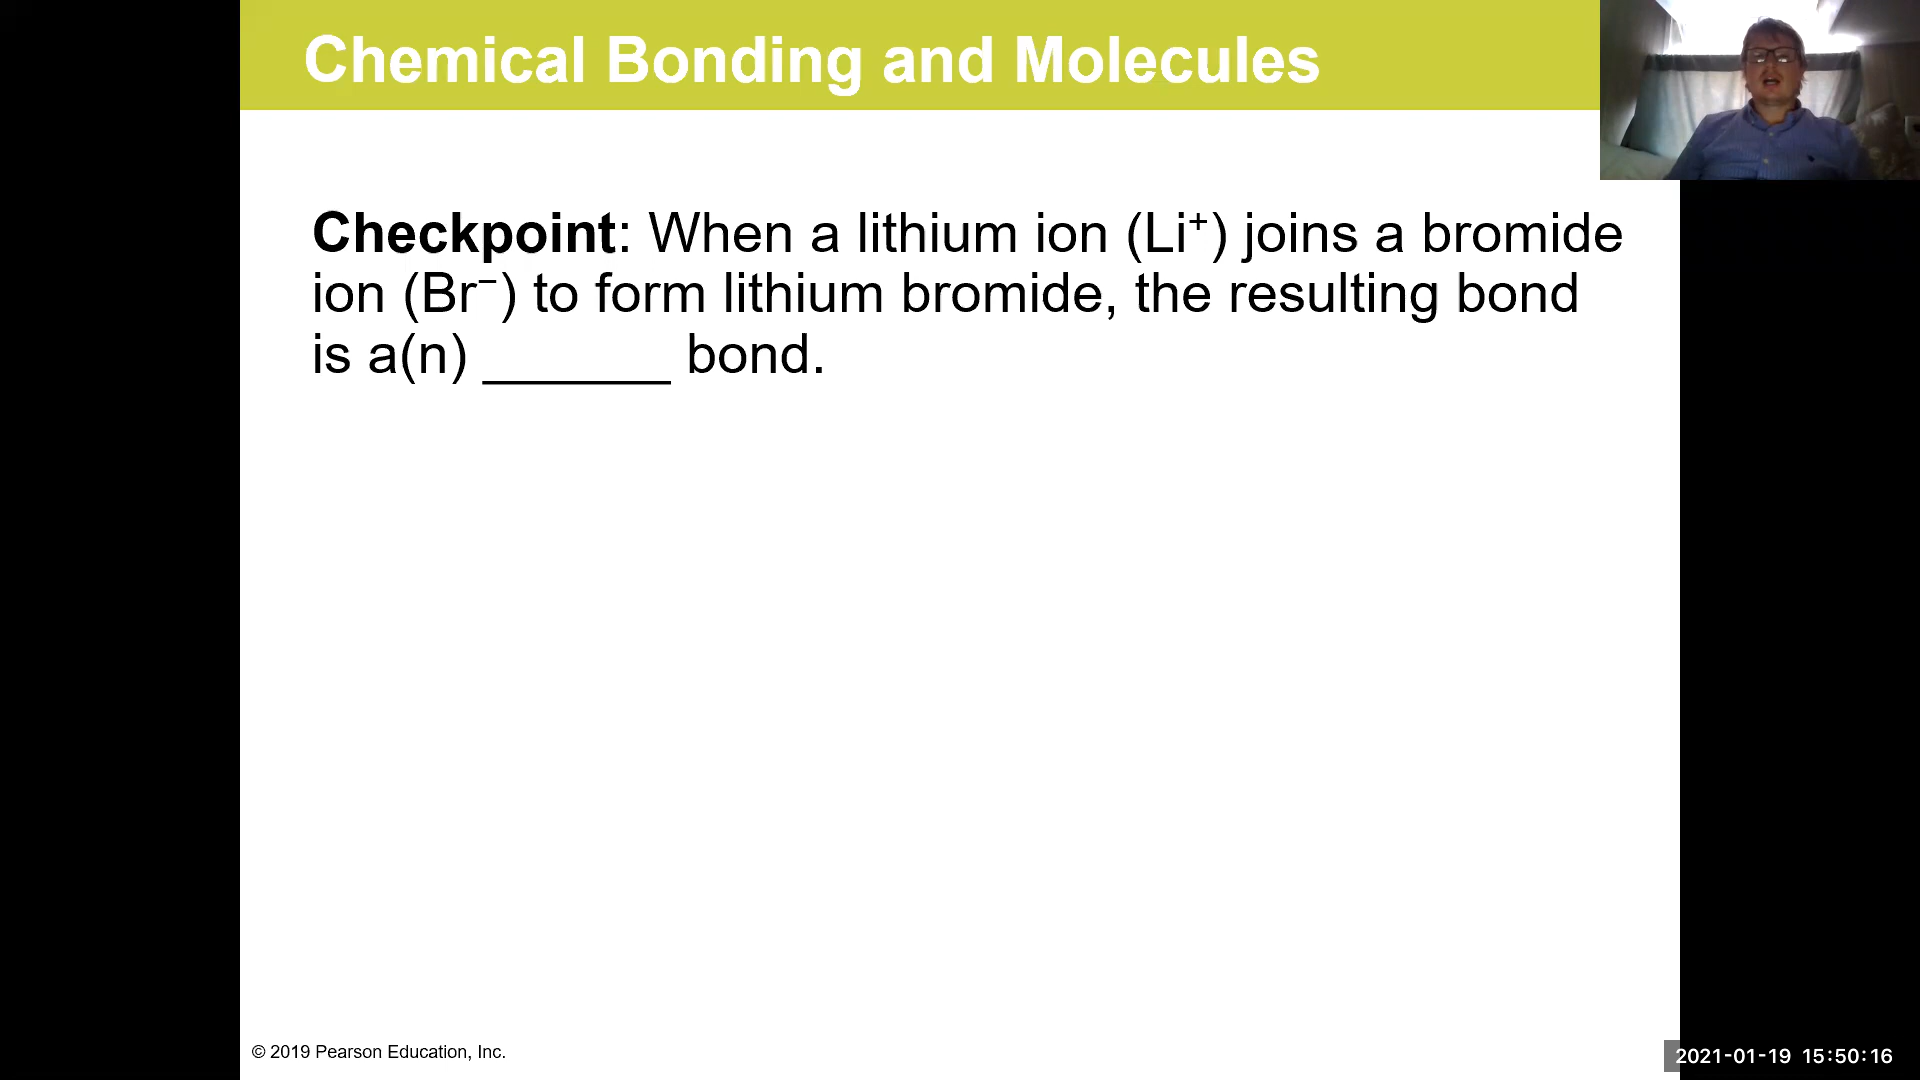 Chemical Bonding and Molecules
Checkpoint: When a lithium ion (Li⁺) joins a bromide
ion (Br⁻) to form lithium bromide, the resulting bond
is a(n) _______ bond.
© 2019 Pearson Education, Inc.
2021-01-19 15:50:16